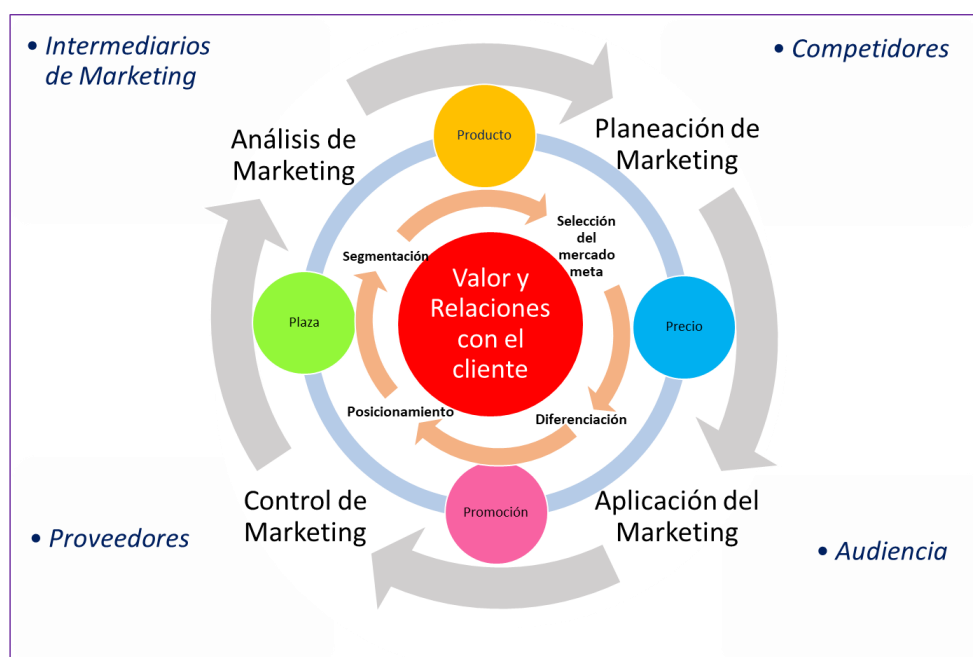 • Intermediarios
de Marketing
• Competidores
Análisis de
Marketing
Producto
Planeación de
Marketing
Segmentación
Selección
del
mercado
meta
Valor y
Relaciones
con el
cliente
Plaza
Precio
Posicionamiento
Diferenciación
Control de
Marketing
Promoción
Aplicación del
Marketing
• Proveedores
• Audiencia